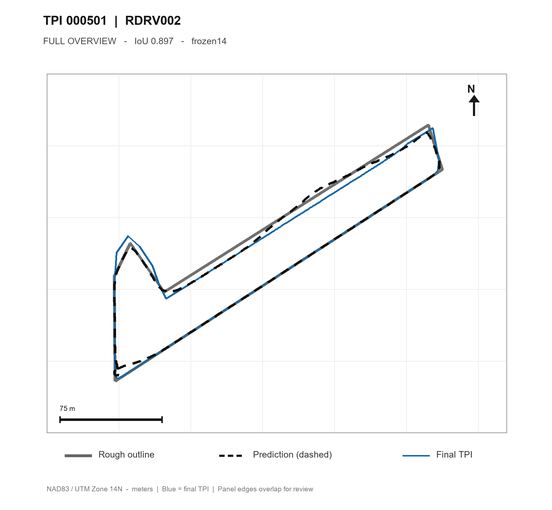 TPI 000501 | RDRV002
FULL OVERVIEW - IoU 0.897 - frozen14
N
75 m
Rough outline Prediction (dashed) Final TPI
NAD83 / UTM Zone 14N - meters | Blue = final TPI | Panel edges overlap for review